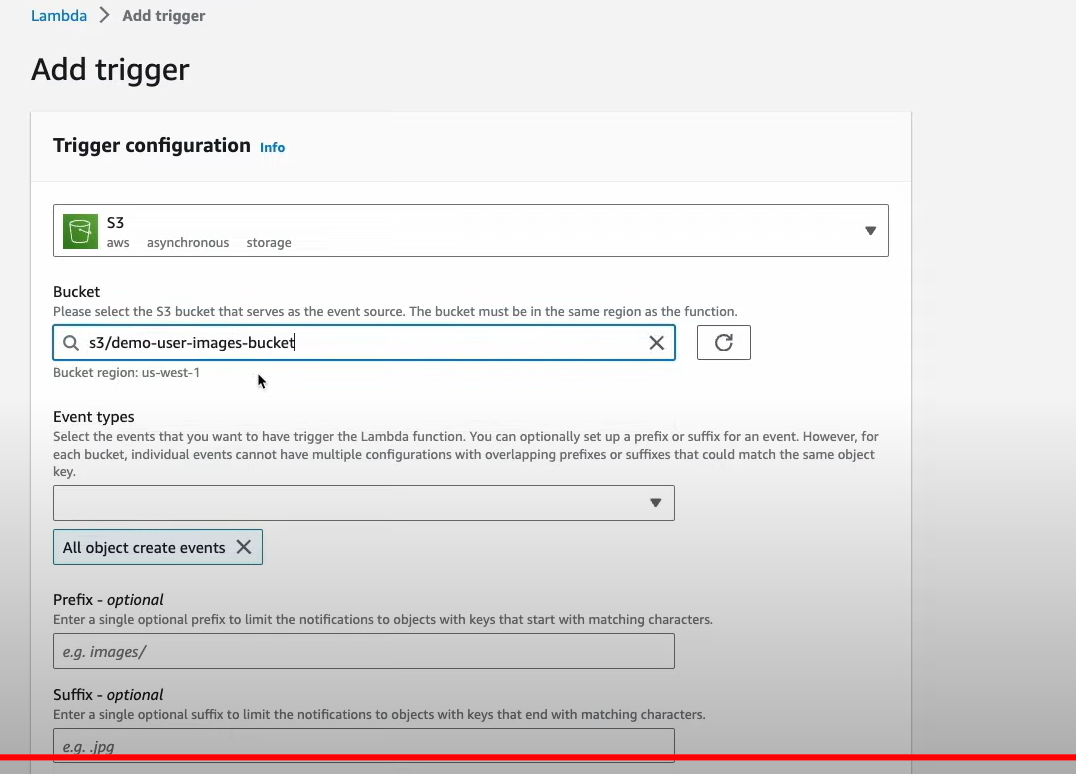 Lambda > Add trigger
Add trigger
Trigger configuration Info
S3
aws asynchronous storage
Bucket
Please select the S3 bucket that serves as the event source. The bucket must be in the same region as the function.
s3/demo-user-images-bucket
Bucket region: us-west-1
Event types
Select the events that you want to have trigger the Lambda function. You can optionally set up a prefix or suffix for an event. However, for
each bucket, individual events cannot have multiple configurations with overlapping prefixes or suffixes that could match the same object
key.
All object create events
Prefix - optional
Enter a single optional prefix to limit the notifications to objects with keys that start with matching characters.
e.g. images/
Suffix - optional
Enter a single optional suffix to limit the notifications to objects with keys that end with matching characters.
e.g. .jpg